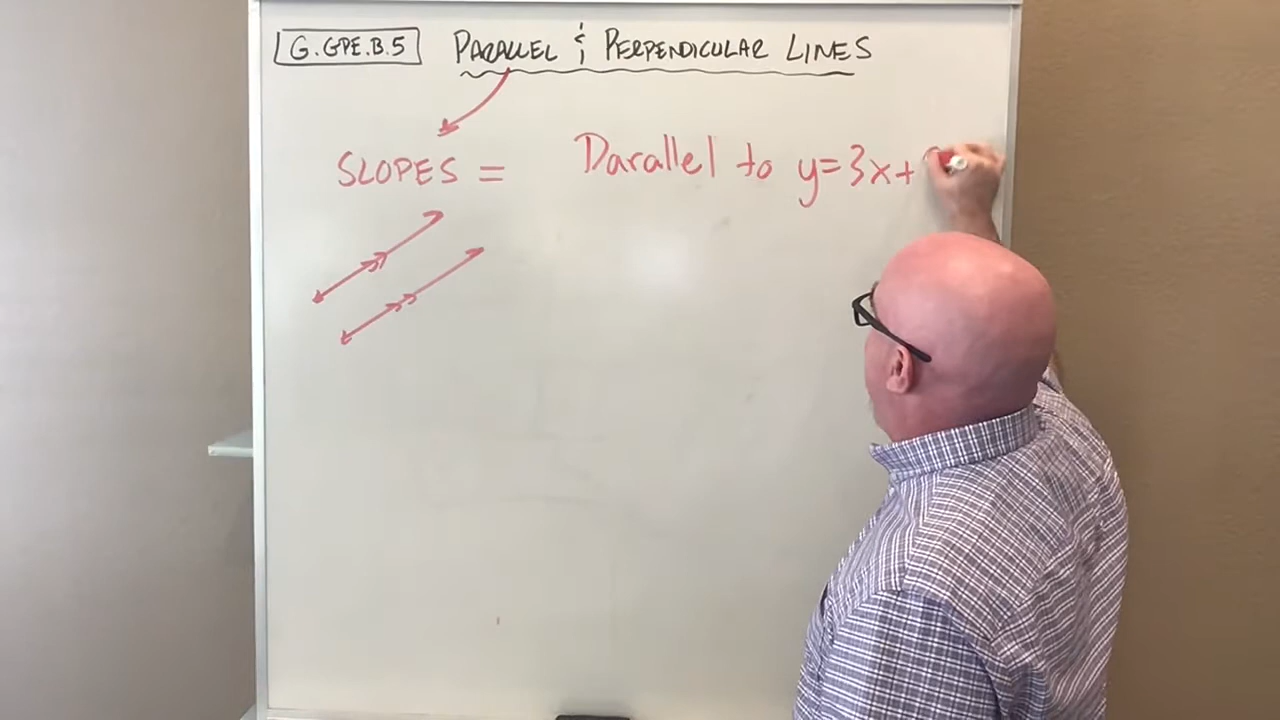 G.GPE.B.5 PARALLEL & PERPENDICULAR LINES
SLOPES = Parallel to y=3x+